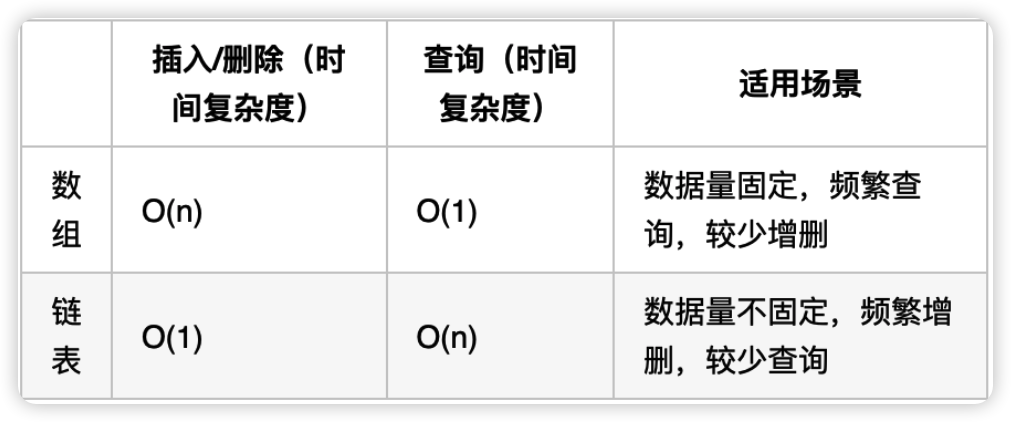 插入/删除（时
间复杂度）
查询（时间
复杂度）
适用场景
数
组
O(n)
O(1)
数据量固定，频繁查
询，较少增删
链
表
O(1)
O(n)
数据量不固定，频繁增
删，较少查询